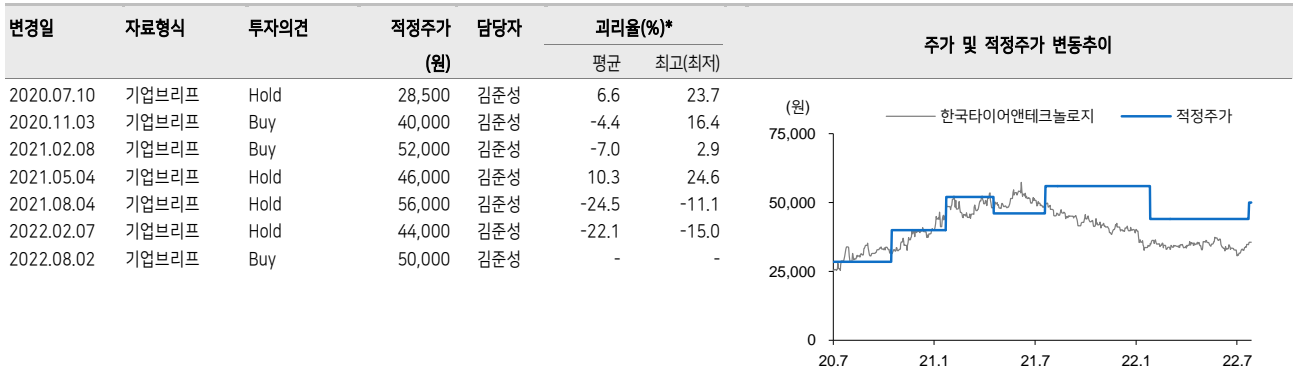 변경일 자료형식 투자의견 적정주가 담당자 괴리율(%)* 주가 및 적정주가 변동추이
(원) 평균 최고(최저)
2020.07.10 기업브리프 Hold 28,500 김준성 6.6 23.7
2020.11.03 기업브리프 Buy 40,000 김준성 -4.4 16.4
2021.02.08 기업브리프 Buy 52,000 김준성 -7.0 2.9
2021.05.04 기업브리프 Hold 46,000 김준성 10.3 24.6
2021.08.04 기업브리프 Hold 56,000 김준성 -24.5 -11.1
2022.02.07 기업브리프 Hold 44,000 김준성 -22.1 -15.0
2022.08.02 기업브리프 Buy 50,000 김준성 - -
(원) 한국타이어앤테크놀로지 적정주가
75,000
50,000
25,000
0
20.7 21.1 21.7 22.1 22.7